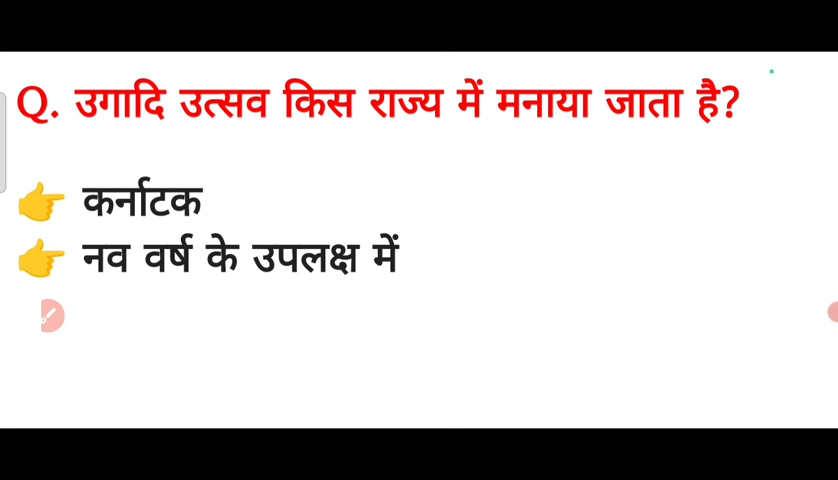 Q. उगादि उत्सव किस राज्य में मनाया जाता है?
👉 कर्नाटक
👉 नव वर्ष के उपलक्ष में